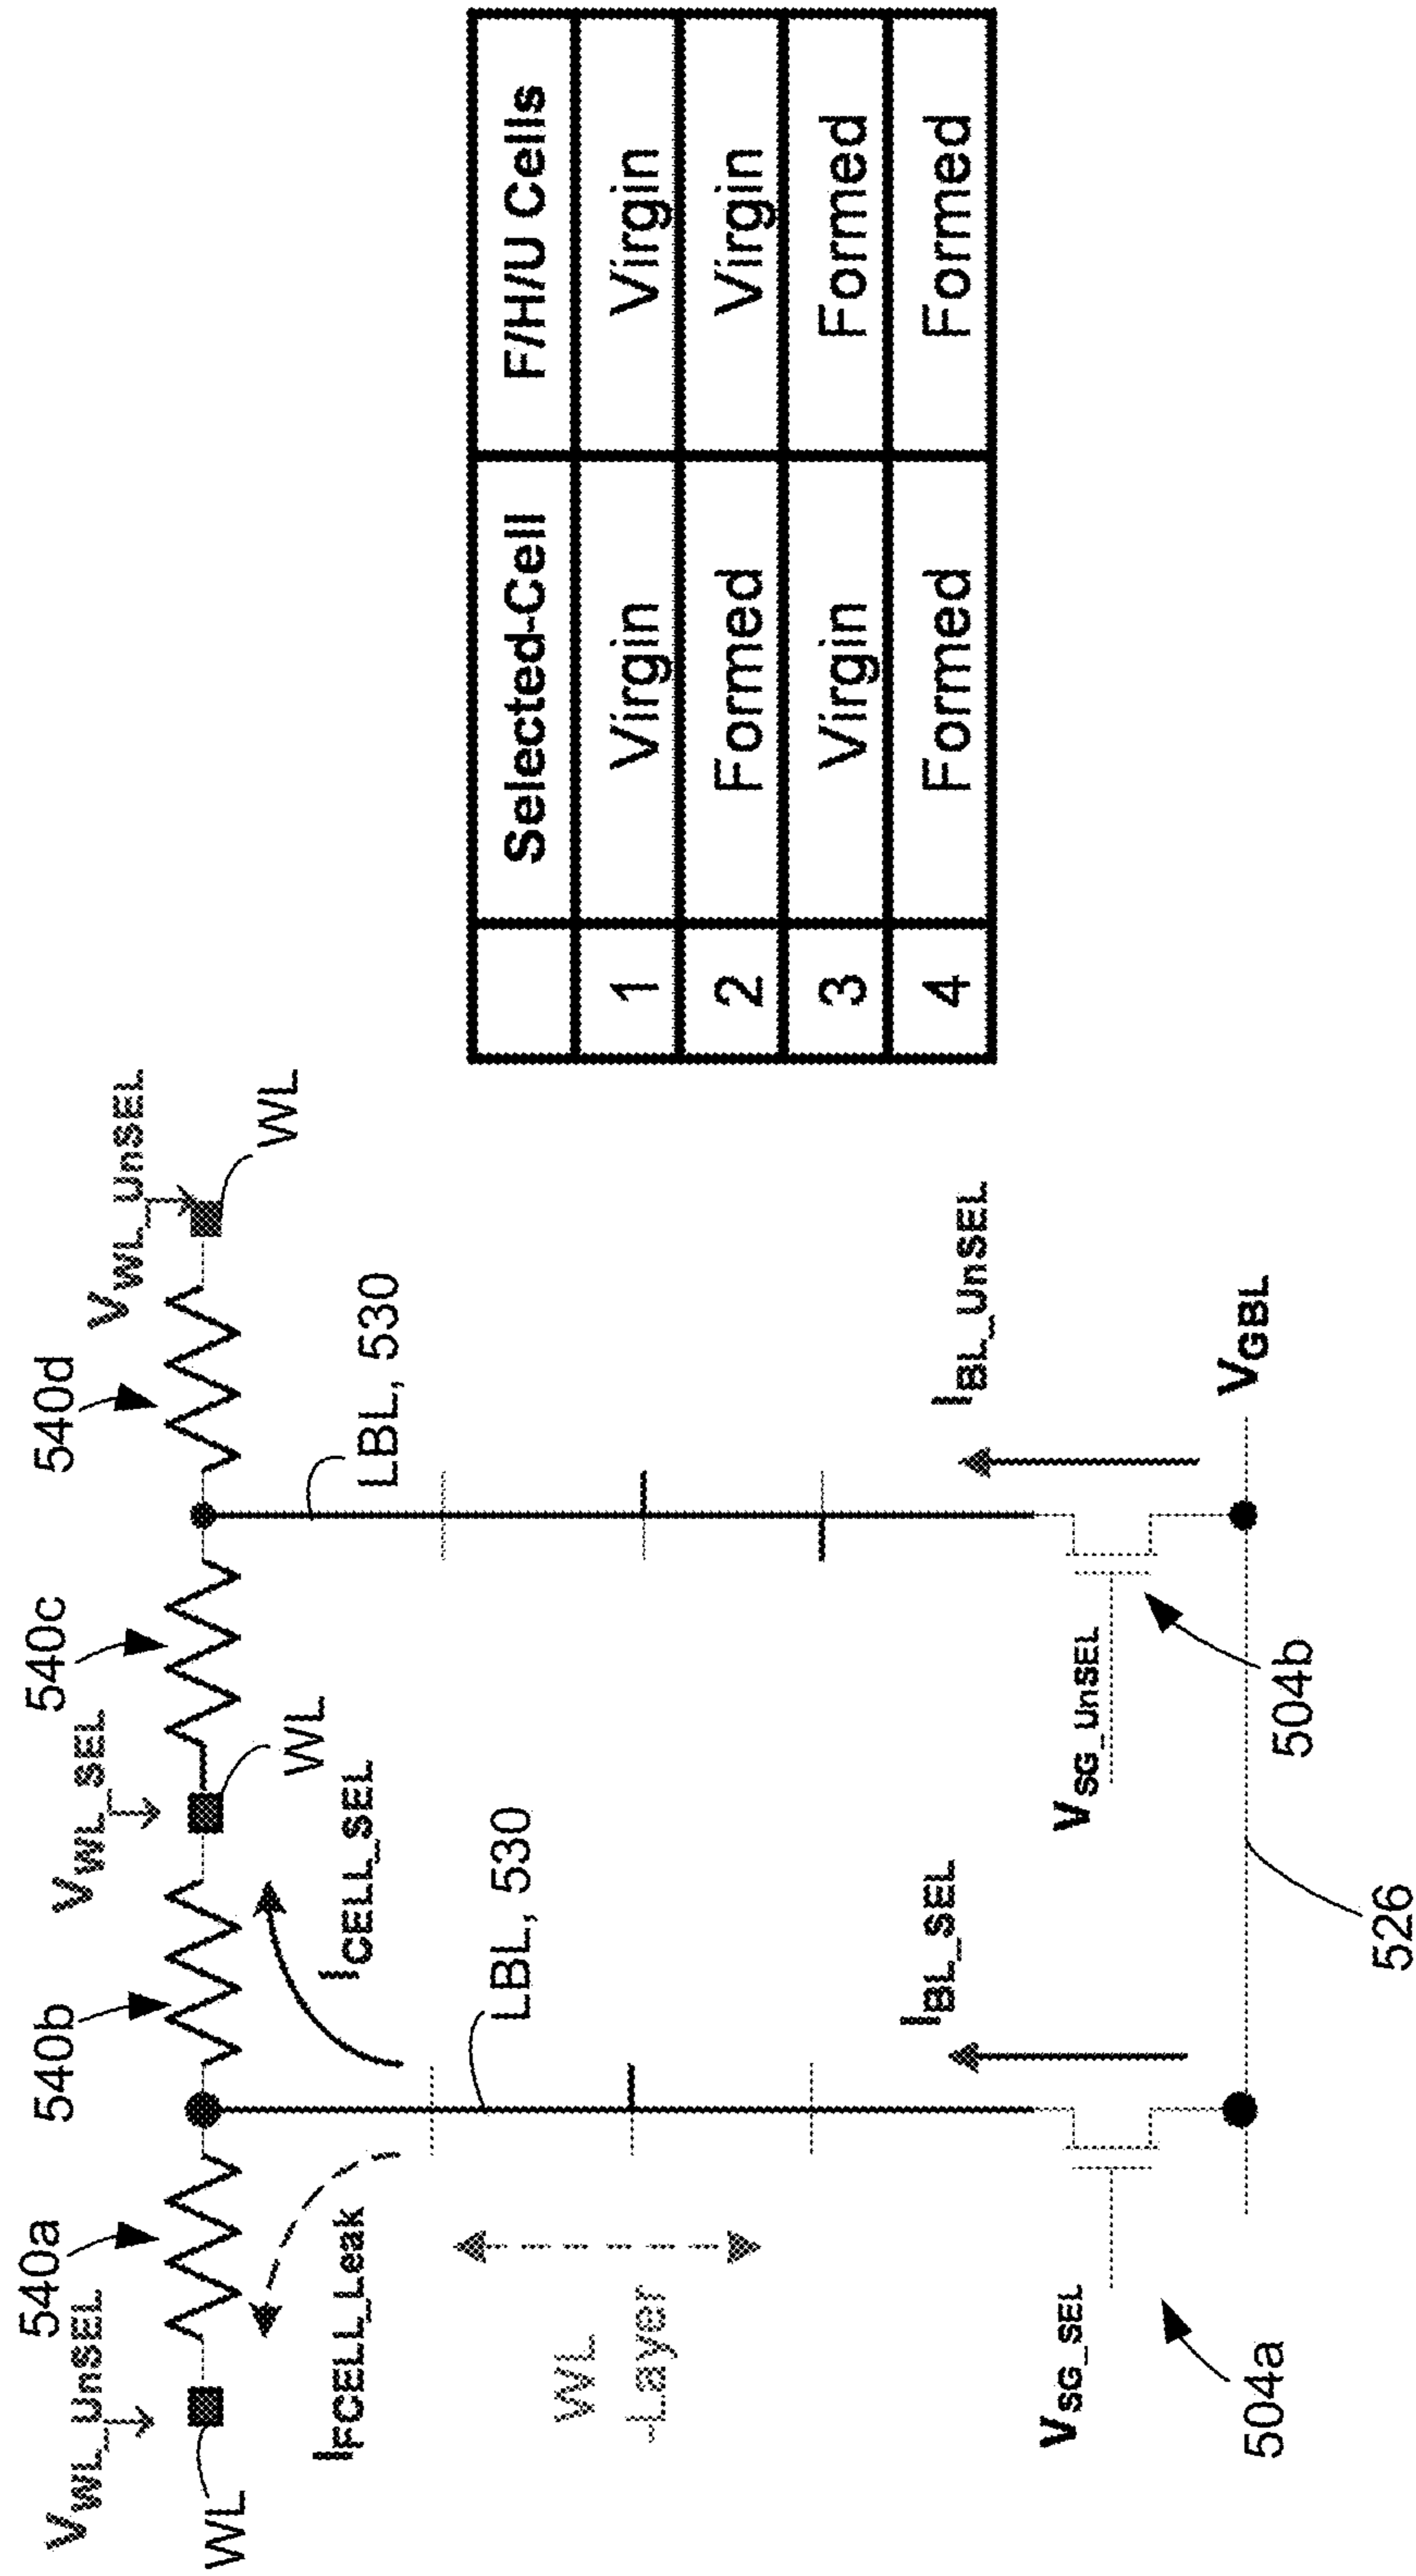 V_WL_UnSEL
540a
540b
V_WL_SEL
540c
540d
V_WL_UnSEL
WL
WL
WL
I_FCELL_Leak
I_CELL_SEL
LBL, 530
LBL, 530
WL
Layer
I_BL_SEL
I_BL_UnSEL
V_SG_SEL
V_SG_UnSEL
V_GBL
504a
526
504b
Selected-Cell F/H/U Cells
1 Virgin Virgin
2 Formed Virgin
3 Virgin Formed
4 Formed Formed